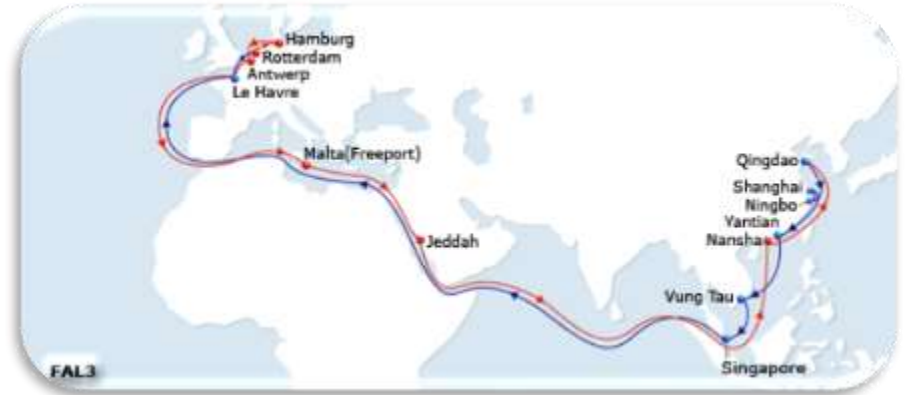 Hamburg
Rotterdam
Antwerp
Le Havre
Malta(Freeport)
Qingdao
Shanghai
Ningbo
Yantian
Nansha
Jeddah
Vung Tau
Singapore
FAL3